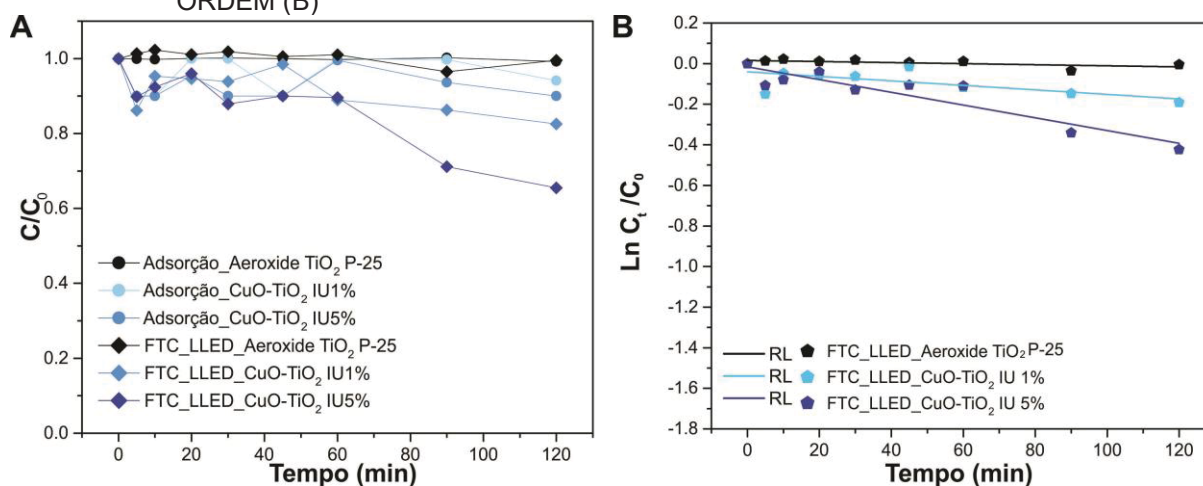 ORDEM (B)
A
C/C₀
1.0
0.8
0.6
0.4
0.2
0.0
Adsorção_Aeroxide TiO₂ P-25
Adsorção_CuO-TiO₂ IU1%
Adsorção_CuO-TiO₂ IU5%
FTC_LLED_Aeroxide TiO₂ P-25
FTC_LLED_CuO-TiO₂ IU1%
FTC_LLED_CuO-TiO₂ IU5%
0 20 40 60 80 100 120
Tempo (min)
B
Ln Cₜ /C₀
0.2
0.0
-0.2
-0.4
-0.6
-0.8
-1.0
-1.2
-1.4
-1.6
-1.8
RL FTC_LLED_Aeroxide TiO₂ P-25
RL FTC_LLED_CuO-TiO₂ IU 1%
RL FTC_LLED_CuO-TiO₂ IU 5%
0 20 40 60 80 100 120
Tempo (min)